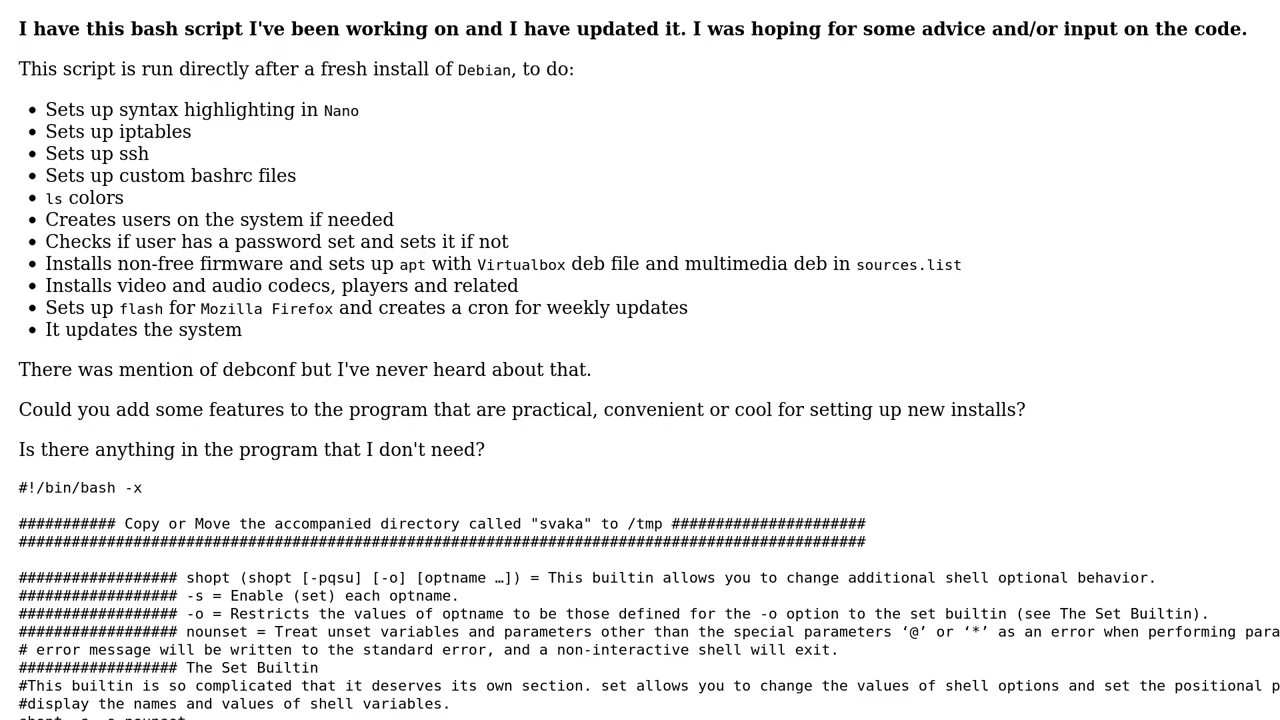 I have this bash script I've been working on and I have updated it. I was hoping for some advice and/or input on the code.
This script is run directly after a fresh install of Debian, to do:
• Sets up syntax highlighting in Nano
• Sets up iptables
• Sets up ssh
• Sets up custom bashrc files
• ls colors
• Creates users on the system if needed
• Checks if user has a password set and sets it if not
• Installs non-free firmware and sets up apt with Virtualbox deb file and multimedia deb in sources.list
• Installs video and audio codecs, players and related
• Sets up flash for Mozilla Firefox and creates a cron for weekly updates
• It updates the system
There was mention of debconf but I've never heard about that.
Could you add some features to the program that are practical, convenient or cool for setting up new installs?
Is there anything in the program that I don't need?
#!/bin/bash -x
########### Copy or Move the accompanied directory called "svaka" to /tmp ######################
################################################################################################
################## shopt (shopt [-pqsu] [-o] [optname …]) = This builtin allows you to change additional shell optional behavior.
################## -s = Enable (set) each optname.
################## -o = Restricts the values of optname to be those defined for the -o option to the set builtin (see The Set Builtin).
################## nounset = Treat unset variables and parameters other than the special parameters ‘@’ or ‘*’ as an error when performing para
# error message will be written to the standard error, and a non-interactive shell will exit.
################## The Set Builtin
#This builtin is so complicated that it deserves its own section. set allows you to change the values of shell options and set the positional p
#display the names and values of shell variables.
shopt -s -o nounset